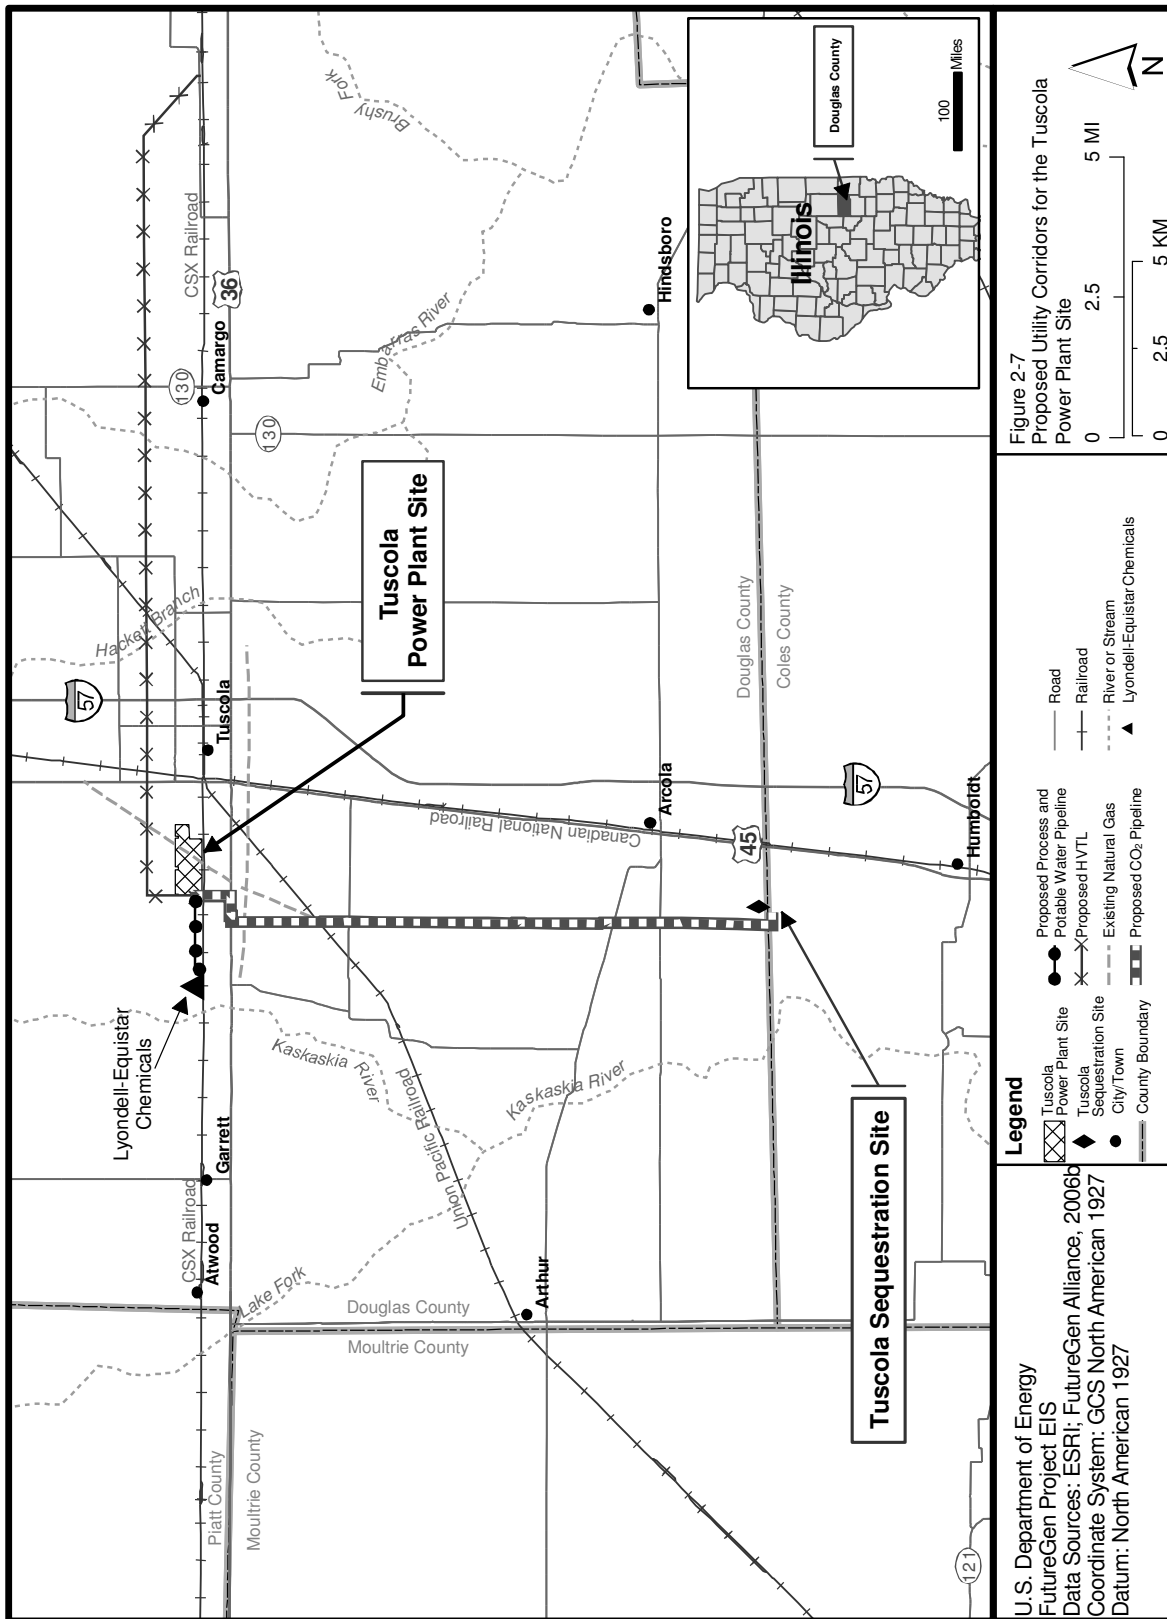 Brushy
Fork
CSX Railroad
36
130
Camargo
130
Embarras River
Hindsboro
Hackett Branch
57
Tuscola
Tuscola
Power Plant Site
Canadian National Railroad
Arcola
57
45
Humboldt
Douglas County
Coles County
Lyondell-Equistar
Chemicals
Kaskaskia
River
Kaskaskia River
Union Pacific Railroad
Garrett
CSX Railroad
Atwood
Lake Fork
Arthur
Douglas County
Moultrie County
Piatt County
Moultrie County
Tuscola Sequestration Site
121
Illinois
Douglas County
100
Miles
U.S. Department of Energy
FutureGen Project EIS
Data Sources: ESRI; FutureGen Alliance, 2006b
Coordinate System: GCS North American 1927
Datum: North American 1927
Legend
Tuscola
Power Plant Site
Tuscola
Sequestration Site
City/Town
County Boundary
Proposed Process and
Potable Water Pipeline
Proposed HVTL
Existing Natural Gas
Proposed CO₂ Pipeline
Road
Railroad
River or Stream
Lyondell-Equistar Chemicals
Figure 2-7
Proposed Utility Corridors for the Tuscola
Power Plant Site
0 2.5 5 MI
0 2.5 5 KM
N